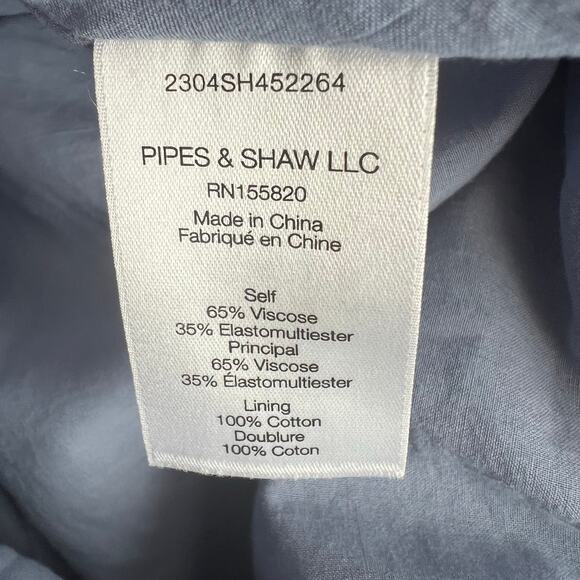 2304SH452264
PIPES & SHAW LLC
RN155820
Made in China
Fabriqué en Chine
Self
65% Viscose
35% Elastomultiester
Principal
65% Viscose
35% Élastomultiester
Lining
100% Cotton
Doublure
100% Coton